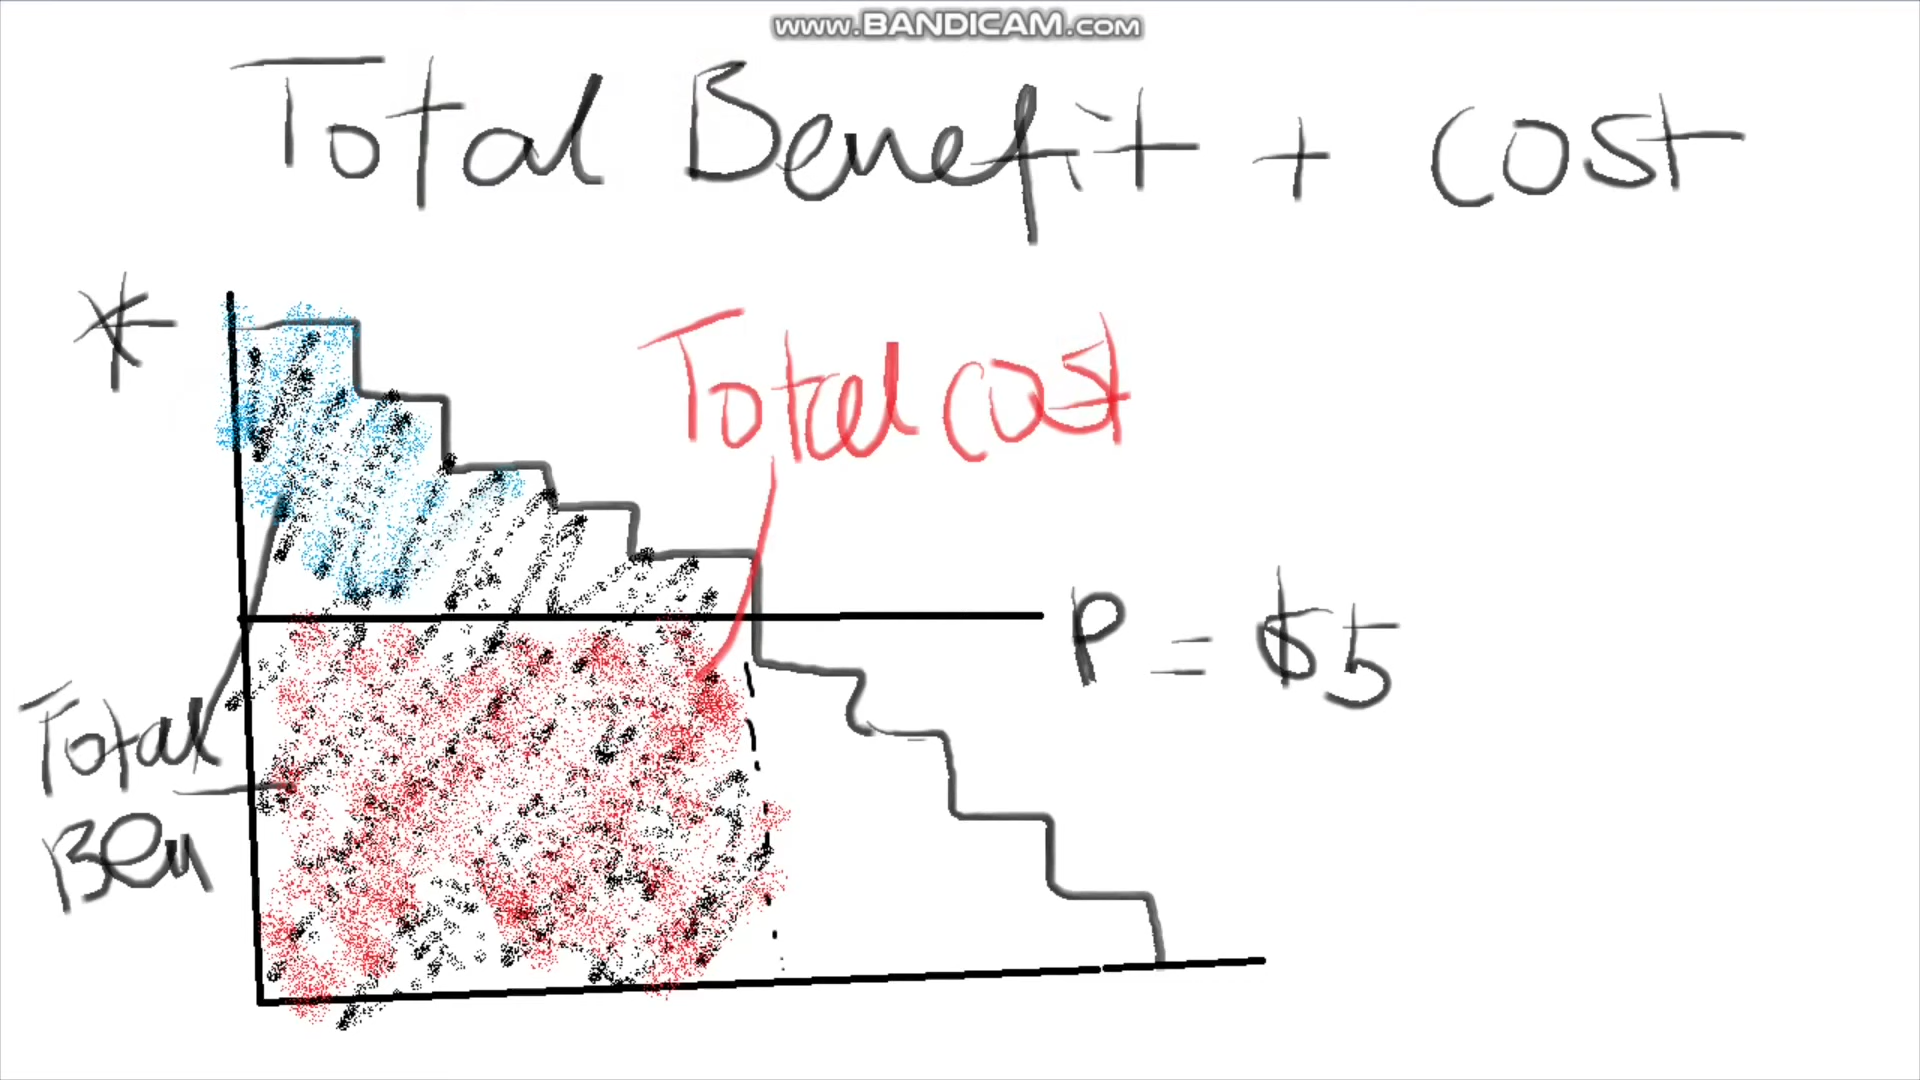 www.BANDICAM.com
Total Benefit + cost
*
Total cost
P = $5
Total
Ben